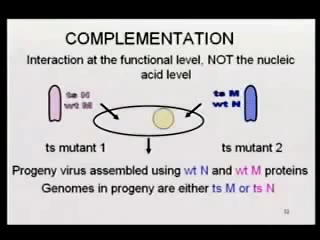 COMPLEMENTATION
Interaction at the functional level, NOT the nucleic
acid level
ts N
wt M
ts M
wt N
ts mutant 1
ts mutant 2
Progeny virus assembled using wt N and wt M proteins
Genomes in progeny are either ts M or ts N